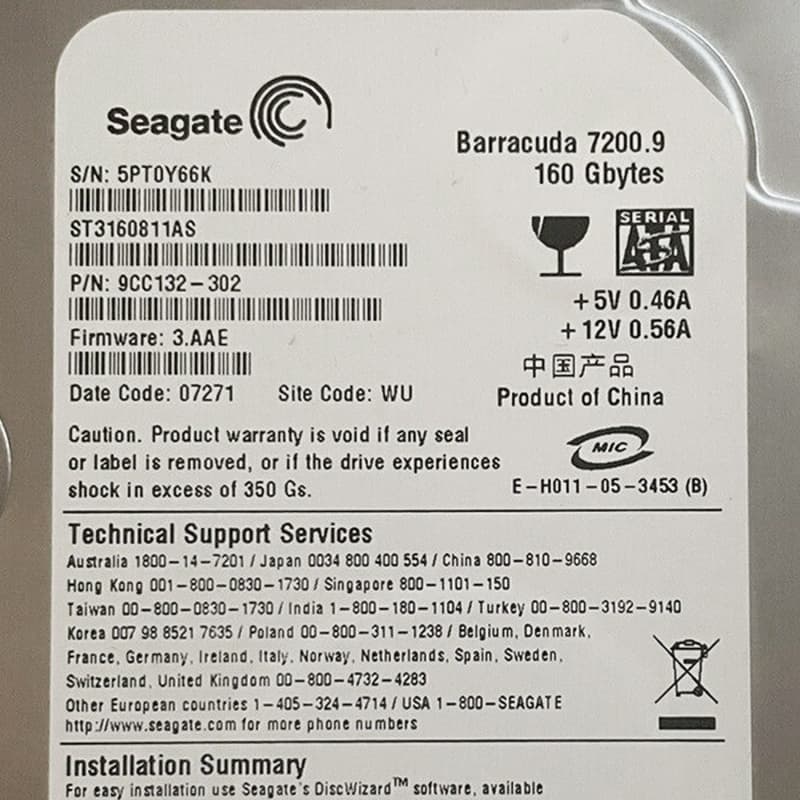 Seagate
Barracuda 7200.9
160 Gbytes
S/N: 5PT0Y66K
ST3160811AS
SERIAL
ATA
P/N: 9CC132-302
+5V 0.46A
+12V 0.56A
Firmware: 3.AAE
中国产品
Date Code: 07271 Site Code: WU
Product of China
Caution. Product warranty is void if any seal
or label is removed, or if the drive experiences
shock in excess of 350 Gs.
MIC
E-H011-05-3453 (B)
Technical Support Services
Australia 1800-14-7201 / Japan 0034 800 400 554 / China 800-810-9668
Hong Kong 001-800-0830-1730 / Singapore 800-1101-150
Taiwan 00-800-0830-1730 / India 1-800-180-1104 / Turkey 00-800-3192-9140
Korea 007 98 8521 7635 / Poland 00-800-311-1238 / Belgium, Denmark,
France, Germany, Ireland, Italy, Norway, Netherlands, Spain, Sweden,
Switzerland, United Kingdom 00-800-4732-4283
Other European countries 1-405-324-4714 / USA 1-800-SEAGATE
http://www.seagate.com for more phone numbers
Installation Summary
For easy installation use Seagate's DiscWizard™ software, available